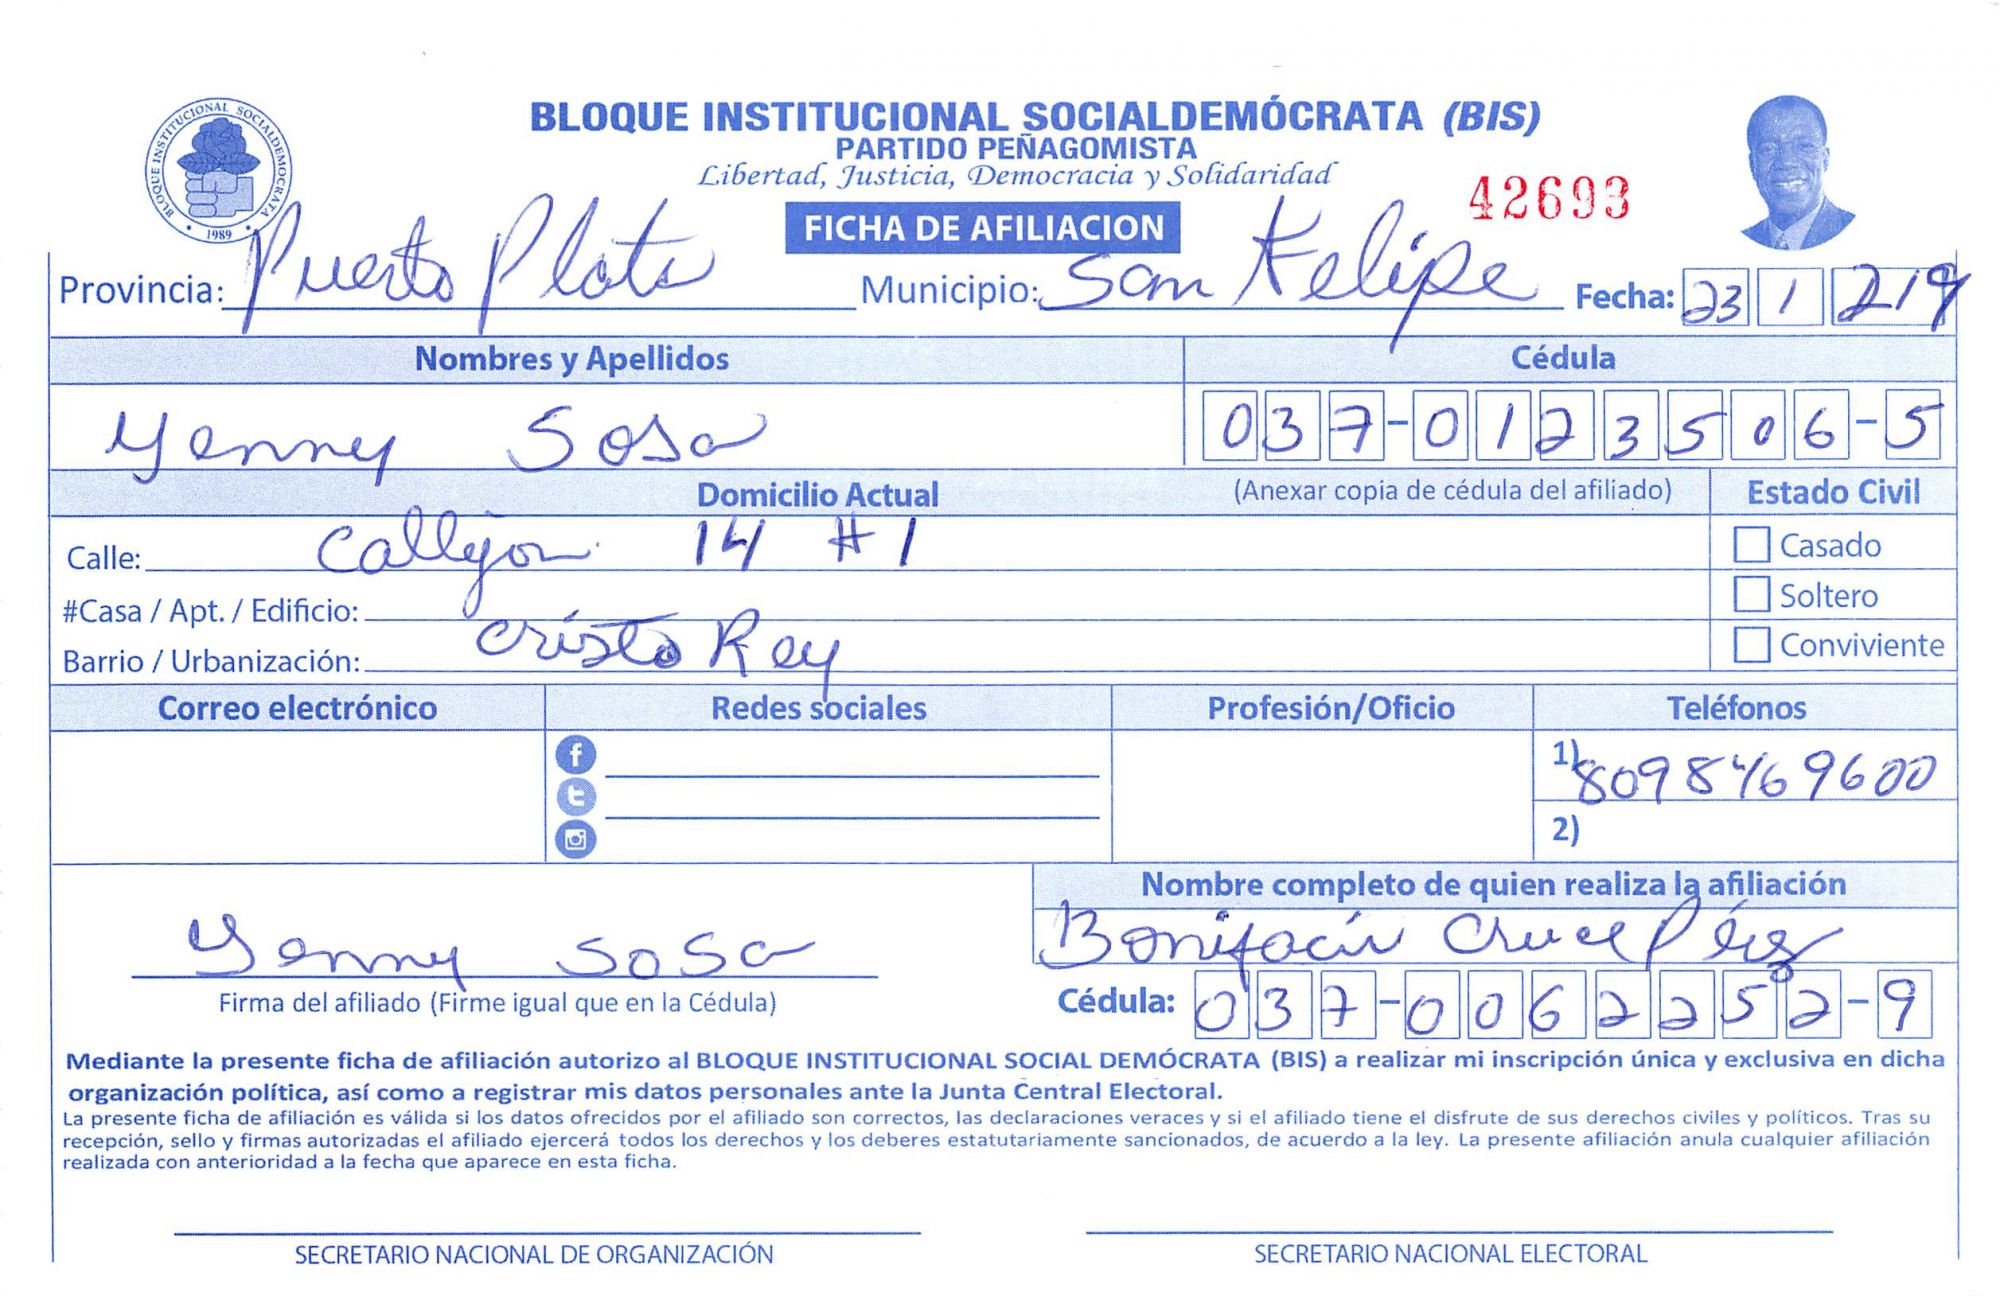 BLOQUE INSTITUCIONAL SOCIALDEMÓCRATA (BIS)
PARTIDO PEÑAGOMISTA
Libertad, Justicia, Democracia y Solidaridad
BLOQUE INSTITUCIONAL SOCIALDEMOCRATA
1989
42693
FICHA DE AFILIACION
Provincia: Puerto Plata Municipio: San Felipe Fecha: 23 1 219
Nombres y Apellidos Cédula
Yenny Sosa 037-0123506-5
Domicilio Actual (Anexar copia de cédula del afiliado) Estado Civil
Calle: Callejon 14 #1 Casado
#Casa / Apt. / Edificio: Soltero
Barrio / Urbanización: Cristo Rey Conviviente
Correo electrónico Redes sociales Profesión/Oficio Teléfonos
1) 8098469600
2)
Nombre completo de quien realiza la afiliación
Yenny Sosa Pérez
Firma del afiliado (Firme igual que en la Cédula) Cédula: 037-0062252-9
Mediante la presente ficha de afiliación autorizo al BLOQUE INSTITUCIONAL SOCIAL DEMÓCRATA (BIS) a realizar mi inscripción única y exclusiva en dicha
organización política, así como a registrar mis datos personales ante la Junta Central Electoral.
La presente ficha de afiliación es válida si los datos ofrecidos por el afiliado son correctos, las declaraciones veraces y si el afiliado tiene el disfrute de sus derechos civiles y políticos. Tras su
recepción, sello y firmas autorizadas el afiliado ejercerá todos los derechos y los deberes estatutariamente sancionados, de acuerdo a la ley. La presente afiliación anula cualquier afiliación
realizada con anterioridad a la fecha que aparece en esta ficha.
SECRETARIO NACIONAL DE ORGANIZACIÓN SECRETARIO NACIONAL ELECTORAL